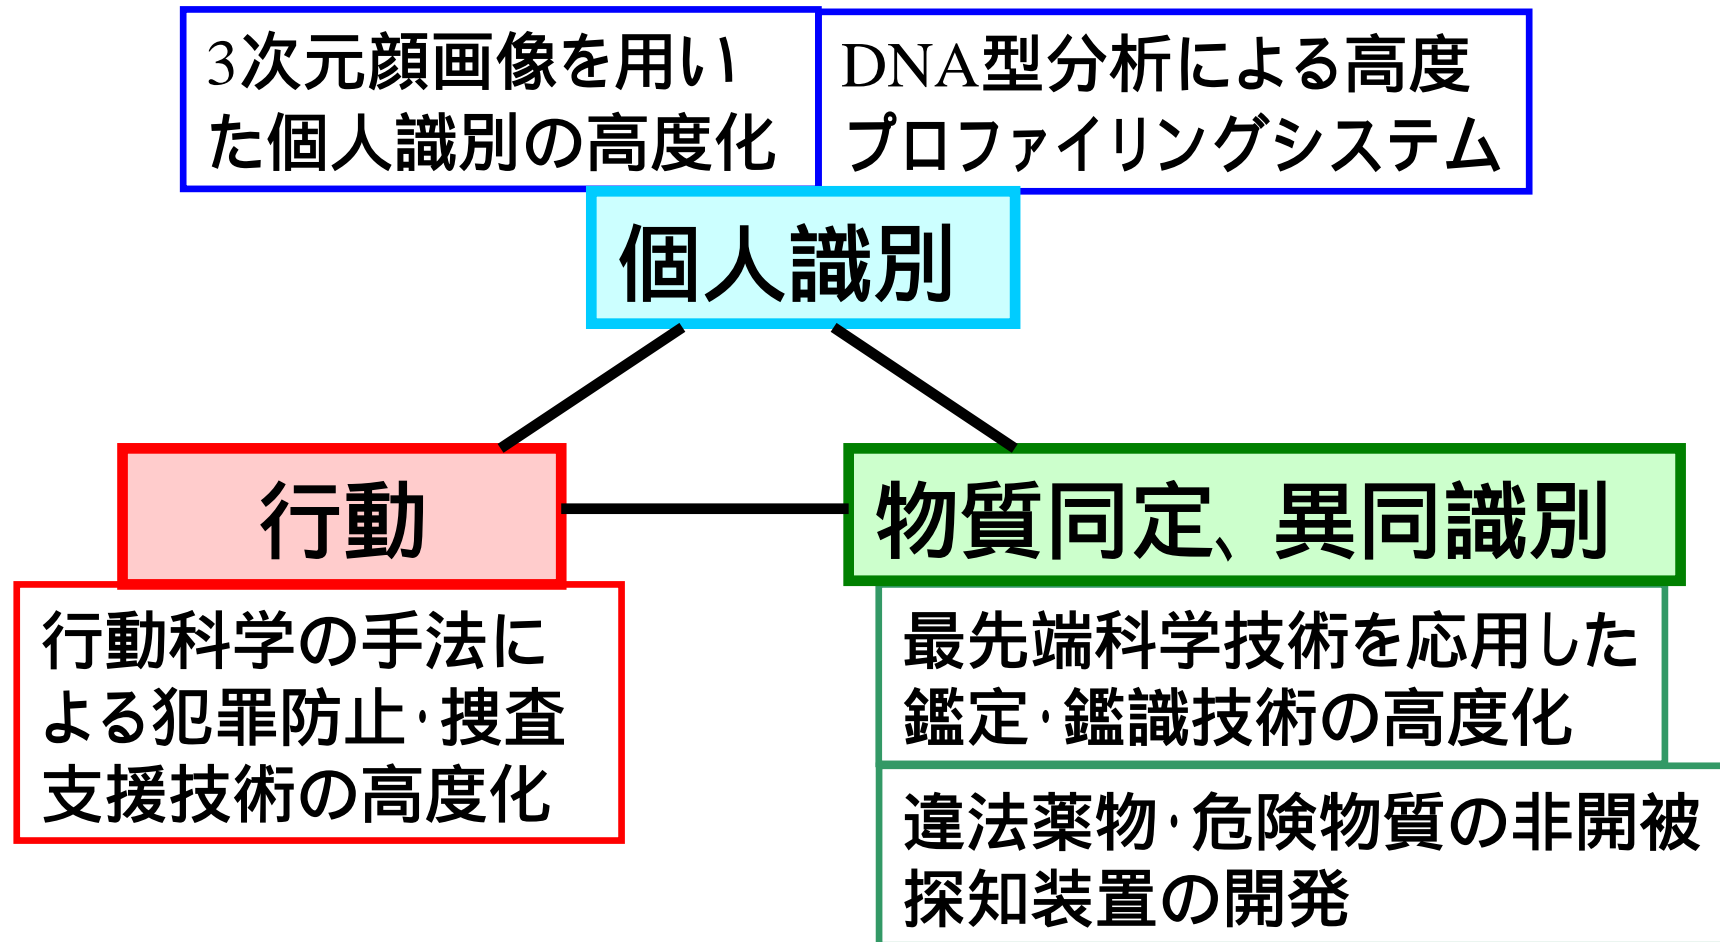 3次元顔画像を用い
た個人識別の高度化
DNA型分析による高度
プロファイリングシステム
個人識別
行動
物質同定、異同識別
行動科学の手法に
よる犯罪防止・捜査
支援技術の高度化
最先端科学技術を応用した
鑑定・鑑識技術の高度化
違法薬物・危険物質の非開被
探知装置の開発